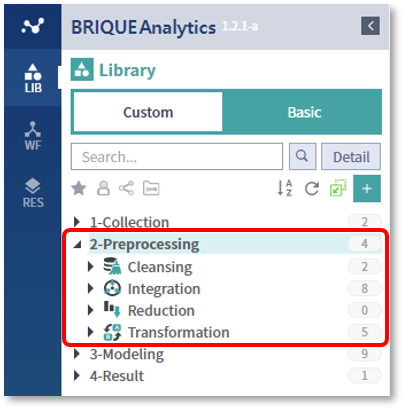 BRIQUE Analytics 1.2.1-a
LIB
WF
RES
Library
Custom Basic
Search... Detail
A
Z
1-Collection 2
2-Preprocessing 4
Cleansing 2
Integration 8
Reduction 0
A
B
Transformation 5
3-Modeling 9
4-Result 1